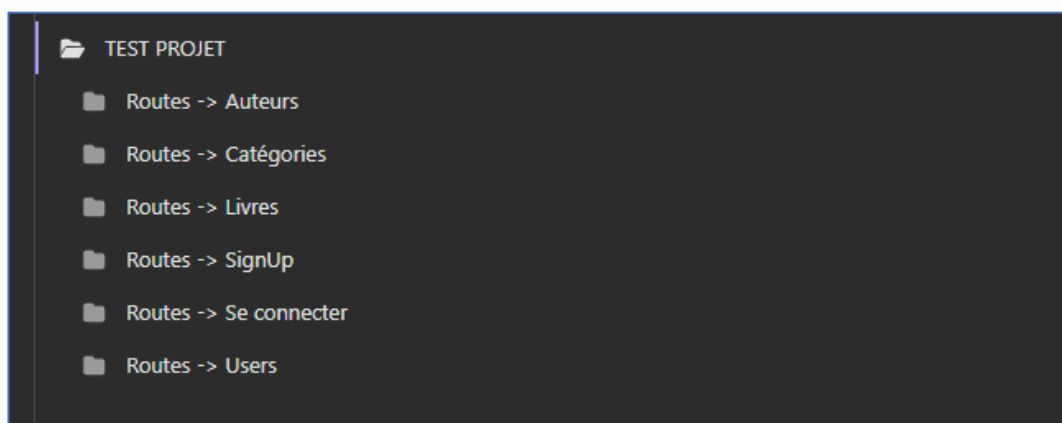 TEST PROJET
Routes -> Auteurs
Routes -> Catégories
Routes -> Livres
Routes -> SignUp
Routes -> Se connecter
Routes -> Users